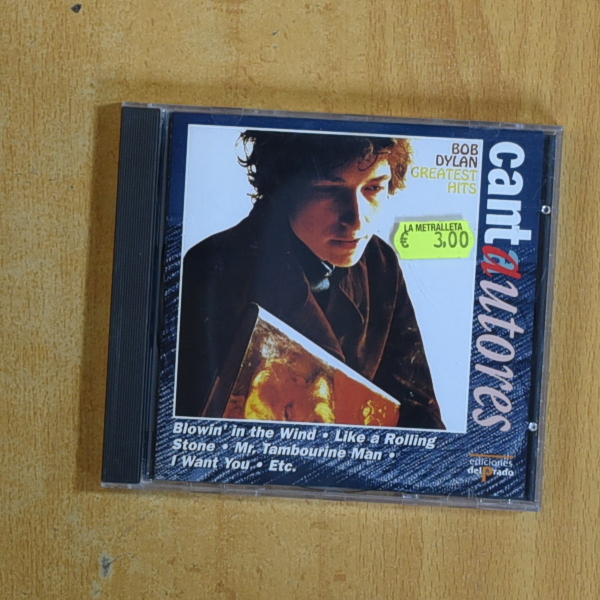 BOB
DYLAN
GREATEST
HITS
LA METRALLETA
€ 3.00
cantautores
Blowin' in the Wind • Like a Rolling
Stone • Mr. Tambourine Man •
I Want You • Etc.
ediciones
del Prado